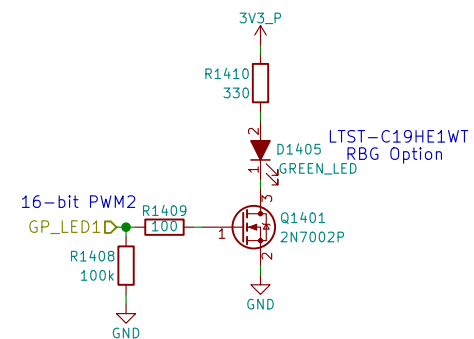 3V3_P
R1410
330
2
D1405
LTST-C19HE1WT
RBG Option
1
GREEN_LED
3
16-bit PWM2
R1409
Q1401
GP_LED1
100
1
2N7002P
R1408
2
100k
GND
GND